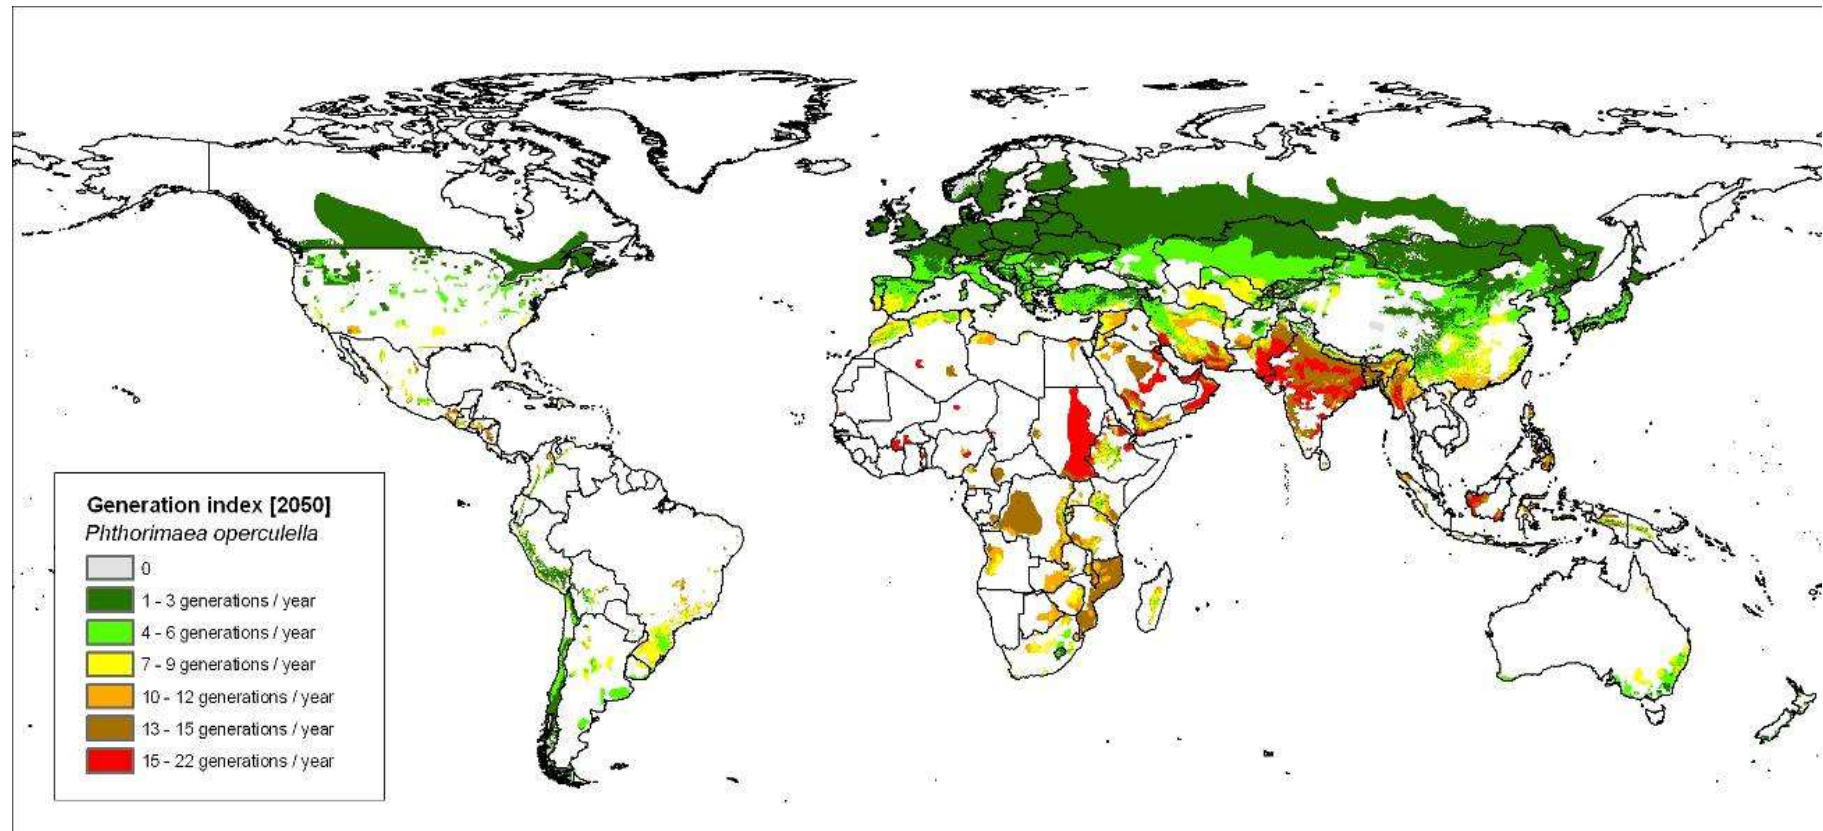 Generation index [2050]
Phthorimaea operculella
0
1 - 3 generations / year
4 - 6 generations / year
7 - 9 generations / year
10 - 12 generations / year
13 - 15 generations / year
15 - 22 generations / year